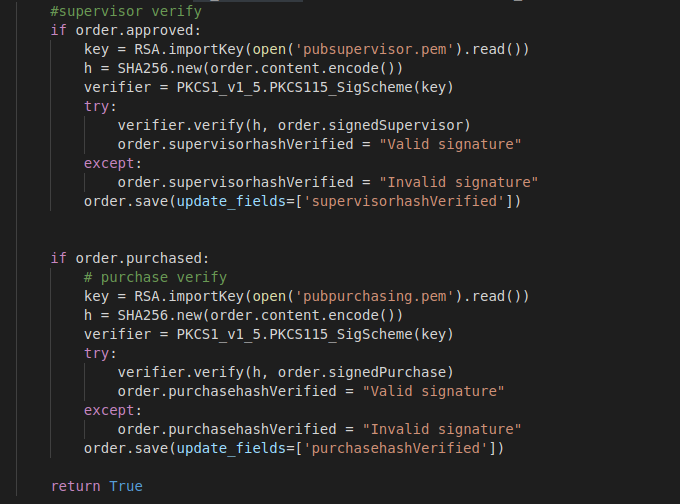 #supervisor verify
if order.approved:
key = RSA.importKey(open('pubsupervisor.pem').read())
h = SHA256.new(order.content.encode())
verifier = PKCS1_v1_5.PKCS115_SigScheme(key)
try:
verifier.verify(h, order.signedSupervisor)
order.supervisorhashVerified = "Valid signature"
except:
order.supervisorhashVerified = "Invalid signature"
order.save(update_fields=['supervisorhashVerified'])
if order.purchased:
# purchase verify
key = RSA.importKey(open('pubpurchasing.pem').read())
h = SHA256.new(order.content.encode())
verifier = PKCS1_v1_5.PKCS115_SigScheme(key)
try:
verifier.verify(h, order.signedPurchase)
order.purchasehashVerified = "Valid signature"
except:
order.purchasehashVerified = "Invalid signature"
order.save(update_fields=['purchasehashVerified'])
return True